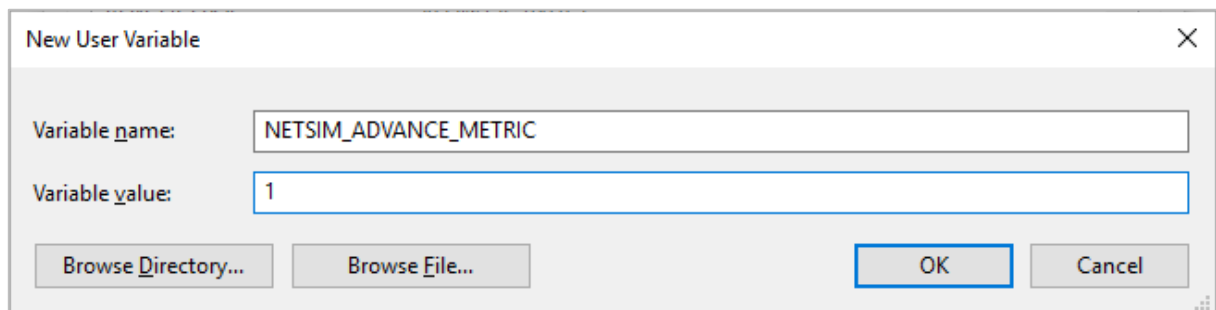 New User Variable
Variable name: NETSIM_ADVANCE_METRIC
Variable value: 1
Browse Directory... Browse File... OK Cancel